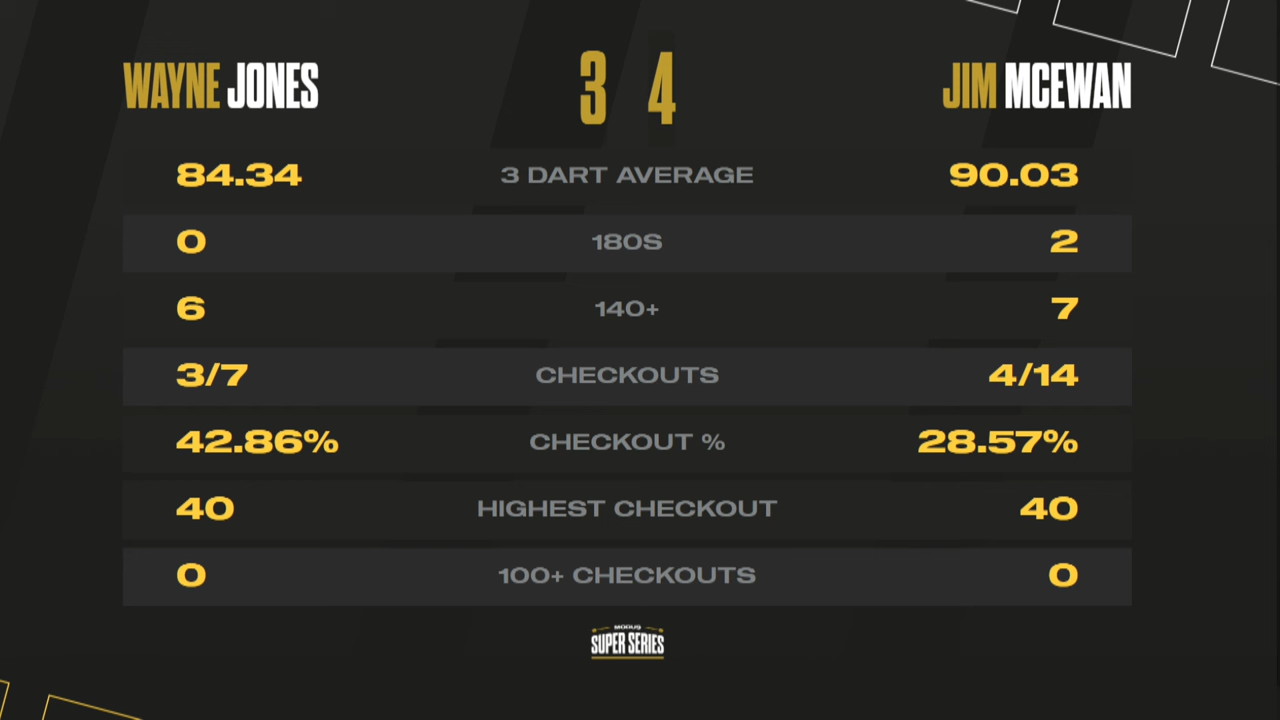 WAYNE JONES 3 4 JIM MCEWAN
84.34 3 DART AVERAGE 90.03
0 180S 2
6 140+ 7
3/7 CHECKOUTS 4/14
42.86% CHECKOUT % 28.57%
40 HIGHEST CHECKOUT 40
0 100+ CHECKOUTS 0
MODUS
SUPER SERIES